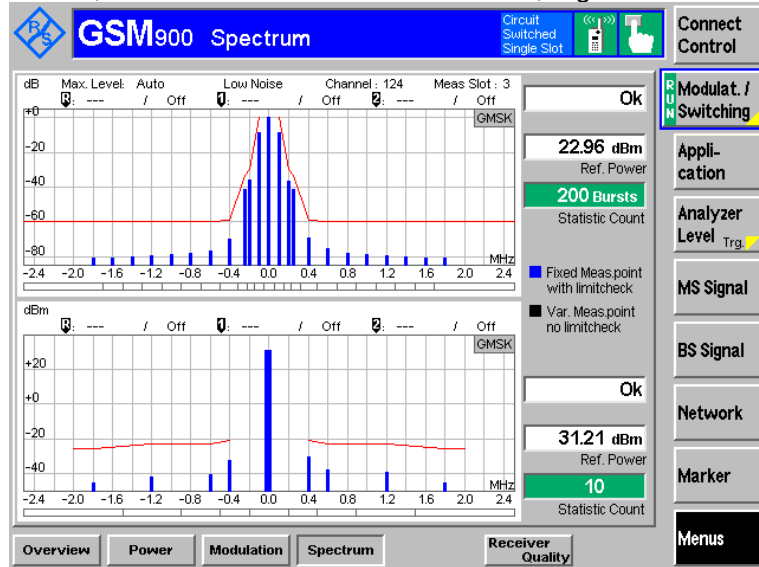 R/S
GSM900 Spectrum
Circuit
Switched
Single Slot
Connect
Control
dB Max. Level: Auto Low Noise Channel : 124 Meas Slot : 3
R: --- / Off 1: --- / Off 2: --- / Off
GMSK
+0
-20
-40
-60
-80
MHz
-2.4 -2.0 -1.6 -1.2 -0.8 -0.4 0.0 0.4 0.8 1.2 1.6 2.0 2.4
Ok
22.96 dBm
Ref. Power
200 Bursts
Statistic Count
Fixed Meas.point
with limitcheck
Var. Meas.point
no limitcheck
dBm
R: --- / Off 1: --- / Off 2: --- / Off
GMSK
+20
+0
-20
-40
MHz
-2.4 -2.0 -1.6 -1.2 -0.8 -0.4 0.0 0.4 0.8 1.2 1.6 2.0 2.4
Ok
31.21 dBm
Ref. Power
10
Statistic Count
RUN
Modulat. /
Switching
Appli-
cation
Analyzer
Level Trg.
MS Signal
BS Signal
Network
Marker
Menus
Overview Power Modulation Spectrum Receiver
Quality